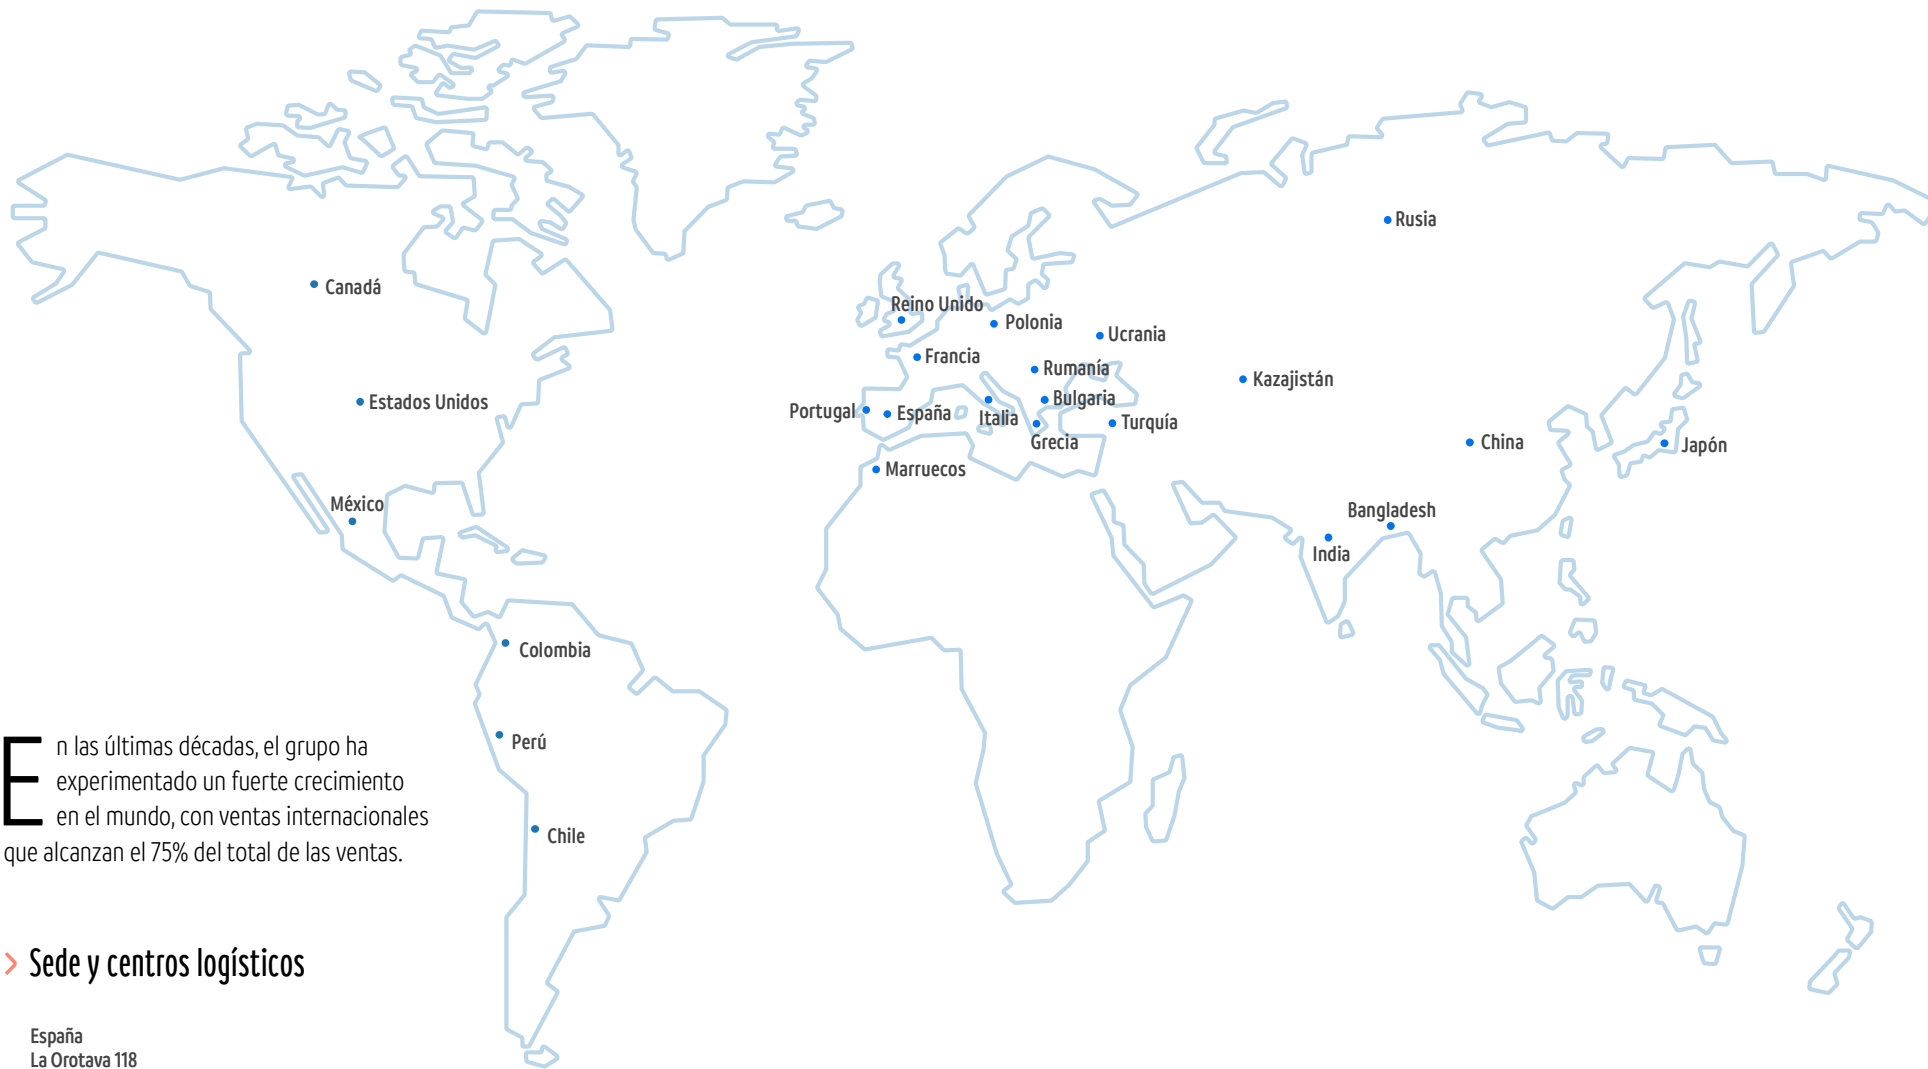 Rusia
Canadá
Reino Unido
Polonia
Ucrania
Francia
Rumanía
Kazajistán
Estados Unidos
Bulgaria
Portugal
España
Italia
Turquía
Grecia
China
Japón
Marruecos
México
Bangladesh
India
Colombia
Perú
Chile
En las últimas décadas, el grupo ha
experimentado un fuerte crecimiento
en el mundo, con ventas internacionales
que alcanzan el 75% del total de las ventas.
> Sede y centros logísticos
España
La Orotava 118